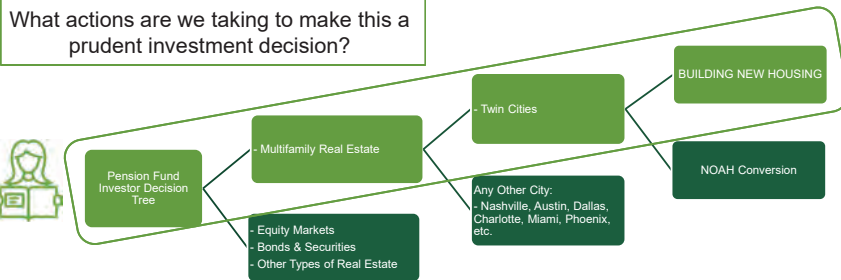 What actions are we taking to make this a
prudent investment decision?
Pension Fund
Investor Decision
Tree
- Multifamily Real Estate
- Equity Markets
- Bonds & Securities
- Other Types of Real Estate
- Twin Cities
Any Other City:
- Nashville, Austin, Dallas,
Charlotte, Miami, Phoenix,
etc.
BUILDING NEW HOUSING
NOAH Conversion